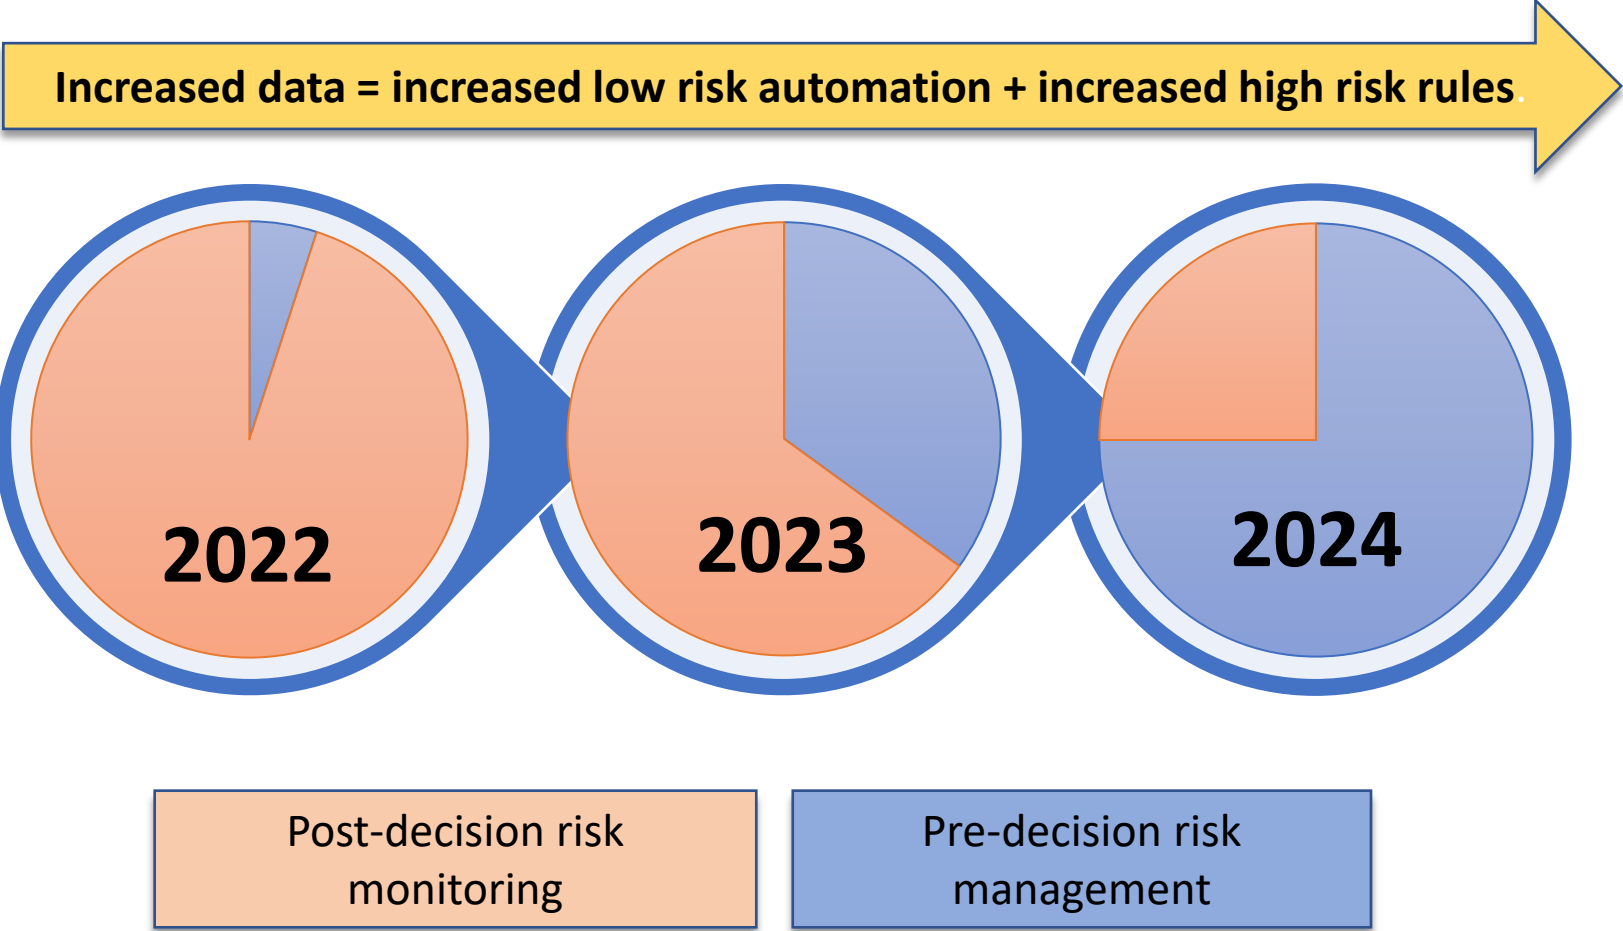 Increased data = increased low risk automation + increased high risk rules.
2022
2023
2024
Post-decision risk
monitoring
Pre-decision risk
management